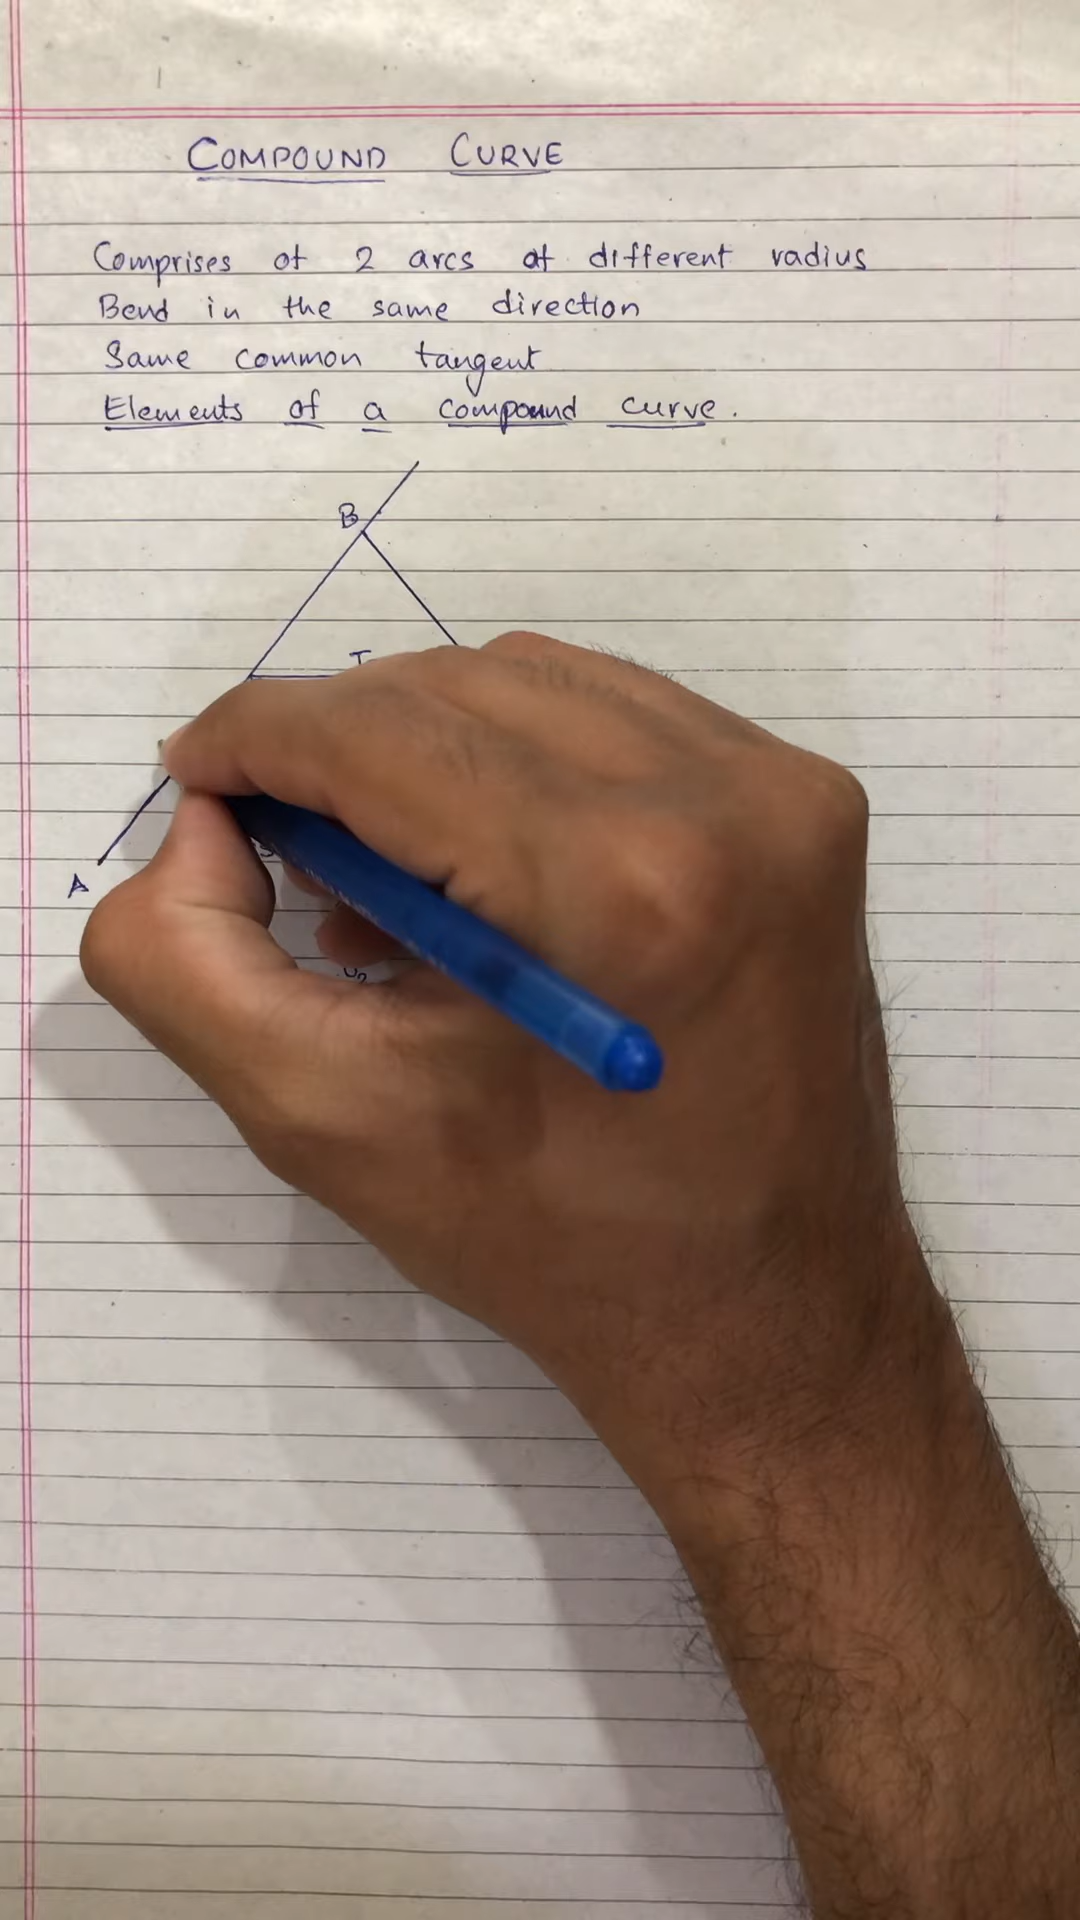 COMPOUND CURVE
Comprises of 2 arcs of different radius
Bend in the same direction
Same common tangent
Elements of a compound curve.
B
T
A
O2